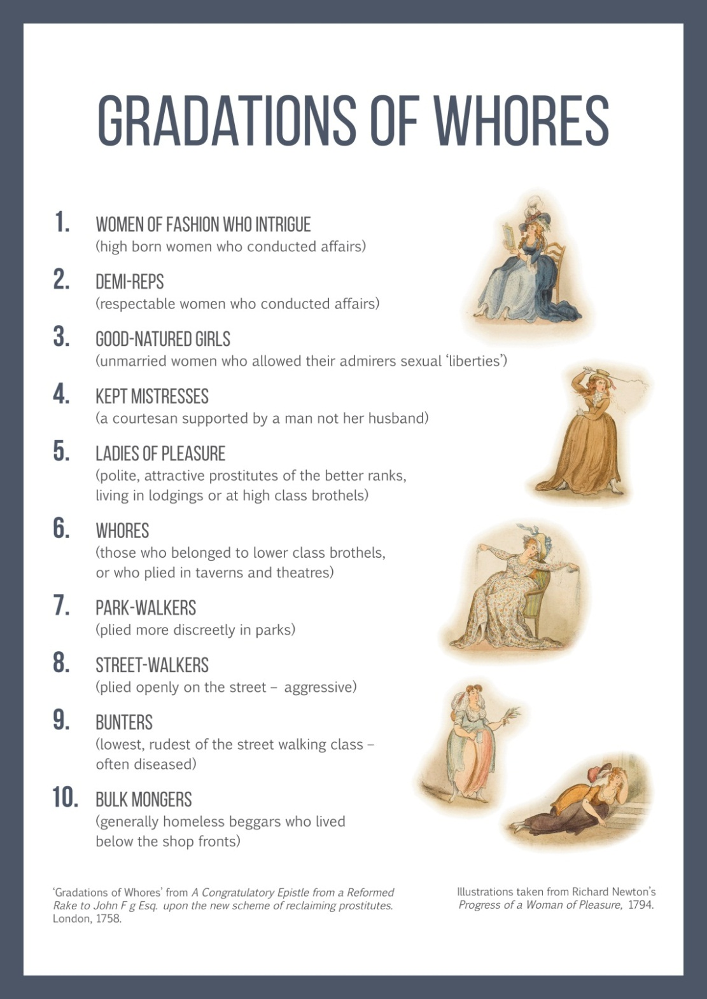 GRADATIONS OF WHORES
1. WOMEN OF FASHION WHO INTRIGUE
(high born women who conducted affairs)
2. DEMI-REPS
(respectable women who conducted affairs)
3. GOOD-NATURED GIRLS
(unmarried women who allowed their admirers sexual ‘liberties’)
4. KEPT MISTRESSES
(a courtesan supported by a man not her husband)
5. LADIES OF PLEASURE
(polite, attractive prostitutes of the better ranks,
living in lodgings or at high class brothels)
6. WHORES
(those who belonged to lower class brothels,
or who plied in taverns and theatres)
7. PARK-WALKERS
(plied more discreetly in parks)
8. STREET-WALKERS
(plied openly on the street – aggressive)
9. BUNTERS
(lowest, rudest of the street walking class –
often diseased)
10. BULK MONGERS
(generally homeless beggars who lived
below the shop fronts)
‘Gradations of Whores’ from A Congratulatory Epistle from a Reformed
Rake to John F g Esq. upon the new scheme of reclaiming prostitutes.
London, 1758.
Illustrations taken from Richard Newton’s
Progress of a Woman of Pleasure, 1794.